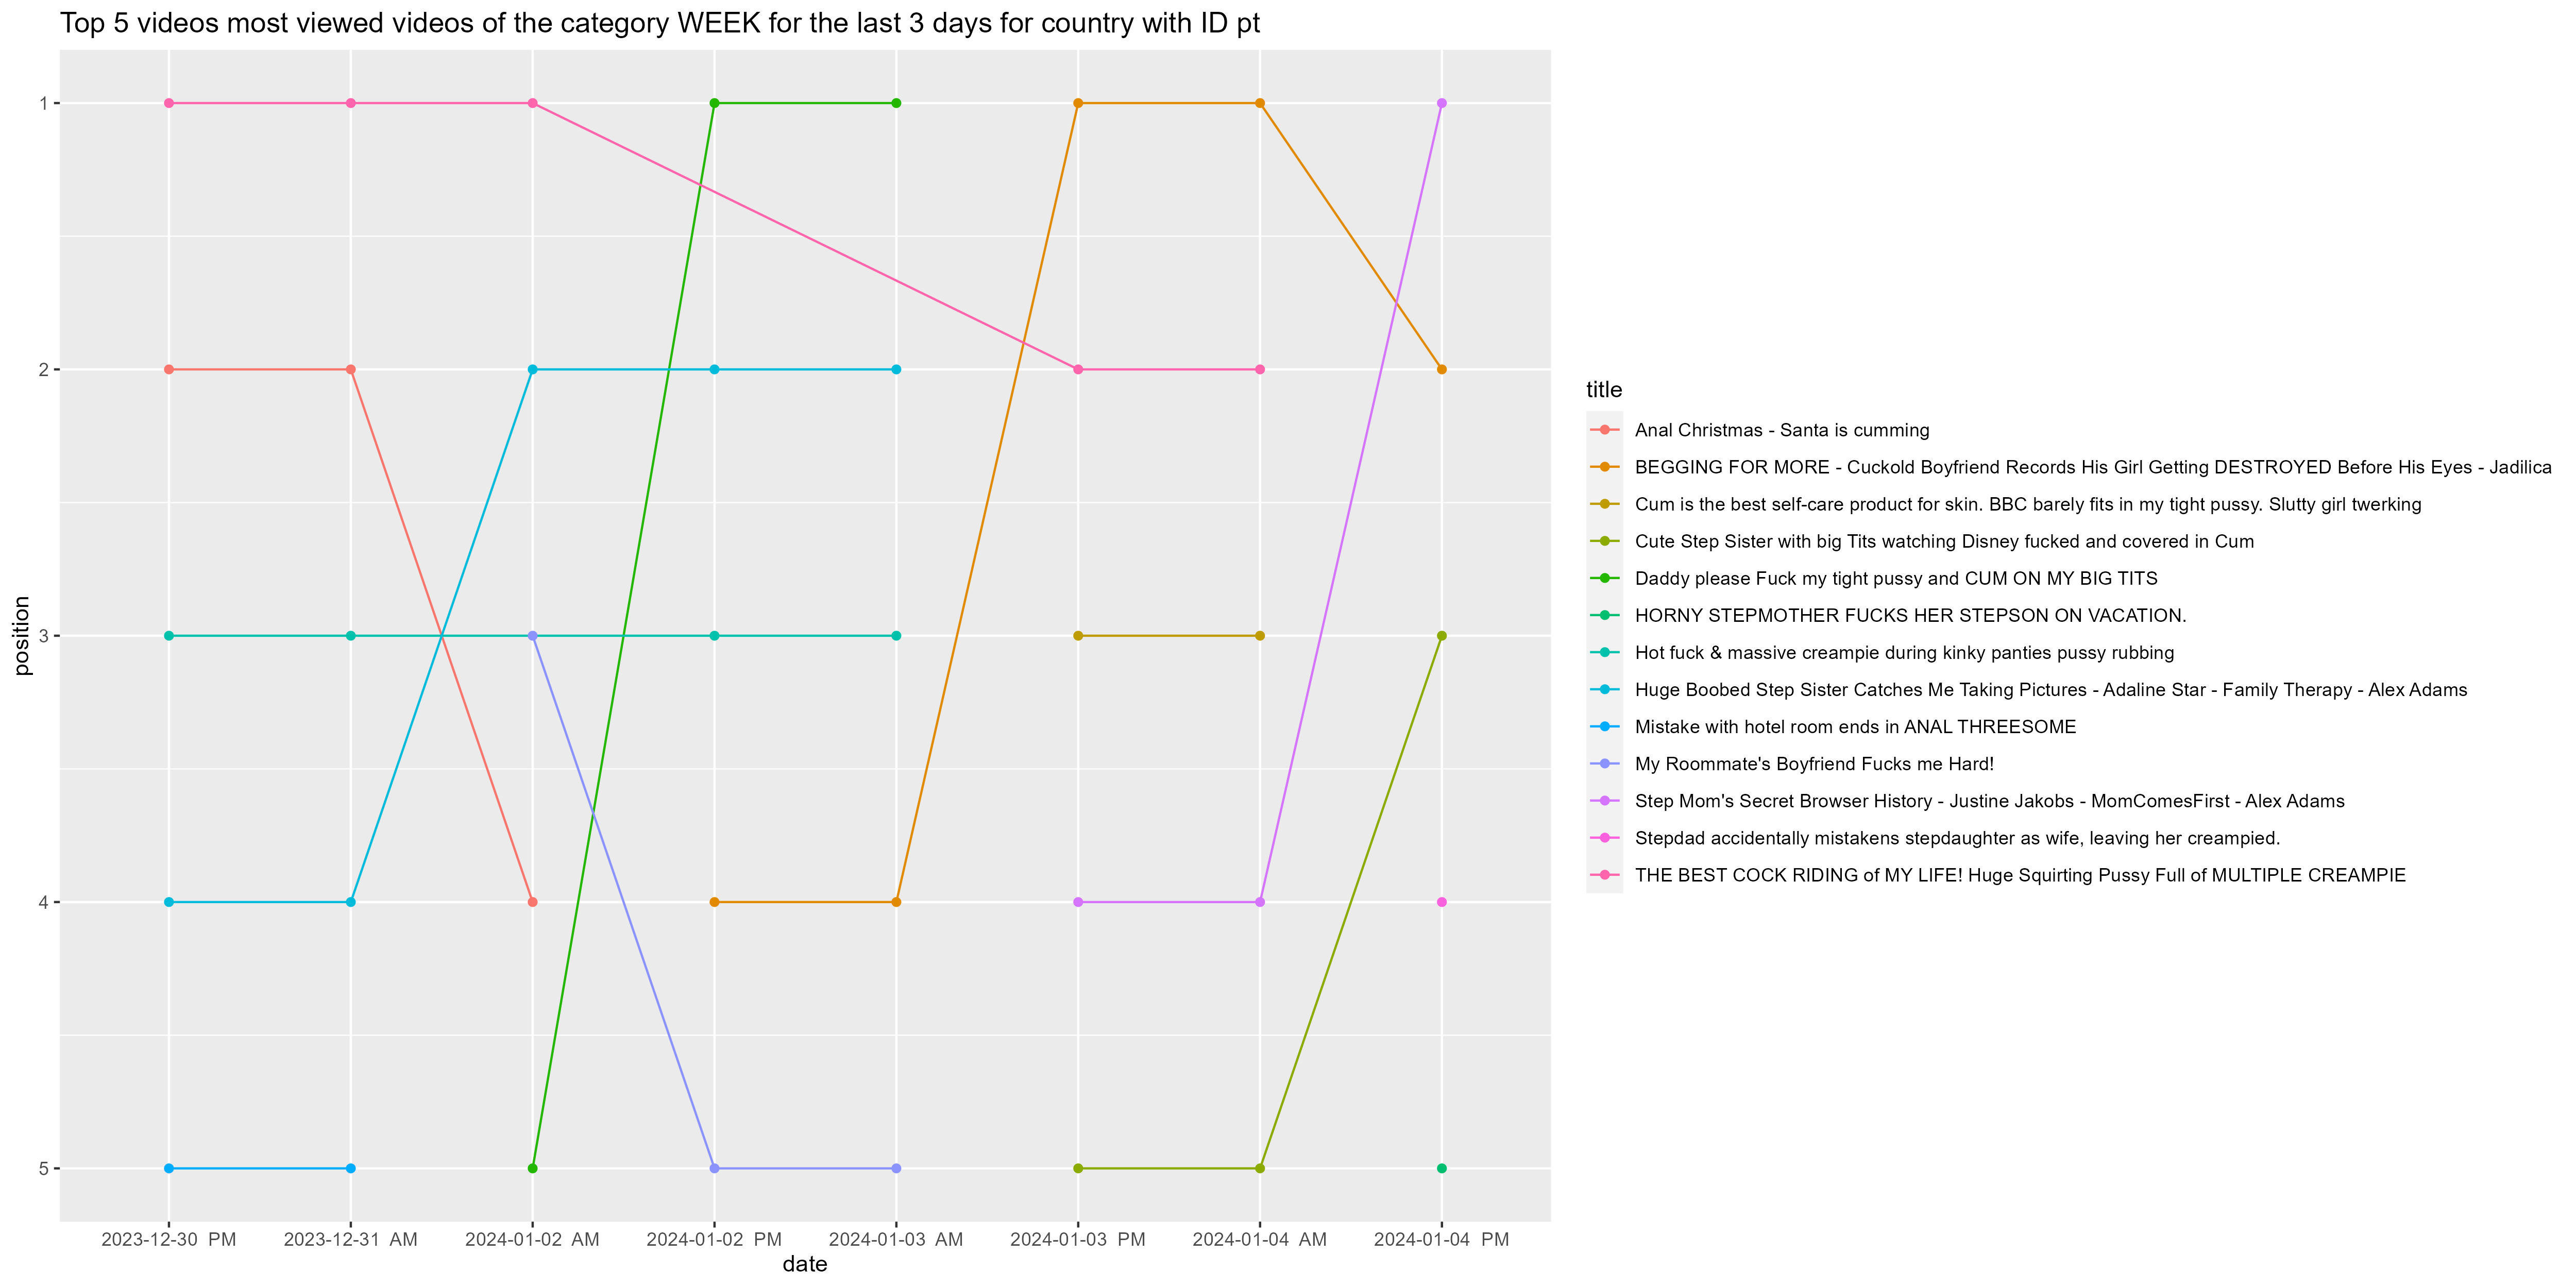 Top 5 videos most viewed videos of the category WEEK for the last 3 days for country with ID pt
position
1
2
3
4
5
2023-12-30 PM
2023-12-31 AM
2024-01-02 AM
2024-01-02 PM
2024-01-03 AM
2024-01-03 PM
2024-01-04 AM
2024-01-04 PM
date
title
Anal Christmas - Santa is cumming
BEGGING FOR MORE - Cuckold Boyfriend Records His Girl Getting DESTROYED Before His Eyes - Jadilica
Cum is the best self-care product for skin. BBC barely fits in my tight pussy. Slutty girl twerking
Cute Step Sister with big Tits watching Disney fucked and covered in Cum
Daddy please Fuck my tight pussy and CUM ON MY BIG TITS
HORNY STEPMOTHER FUCKS HER STEPSON ON VACATION.
Hot fuck & massive creampie during kinky panties pussy rubbing
Huge Boobed Step Sister Catches Me Taking Pictures - Adaline Star - Family Therapy - Alex Adams
Mistake with hotel room ends in ANAL THREESOME
My Roommate's Boyfriend Fucks me Hard!
Step Mom's Secret Browser History - Justine Jakobs - MomComesFirst - Alex Adams
Stepdad accidentally mistakens stepdaughter as wife, leaving her creampied.
THE BEST COCK RIDING of MY LIFE! Huge Squirting Pussy Full of MULTIPLE CREAMPIE